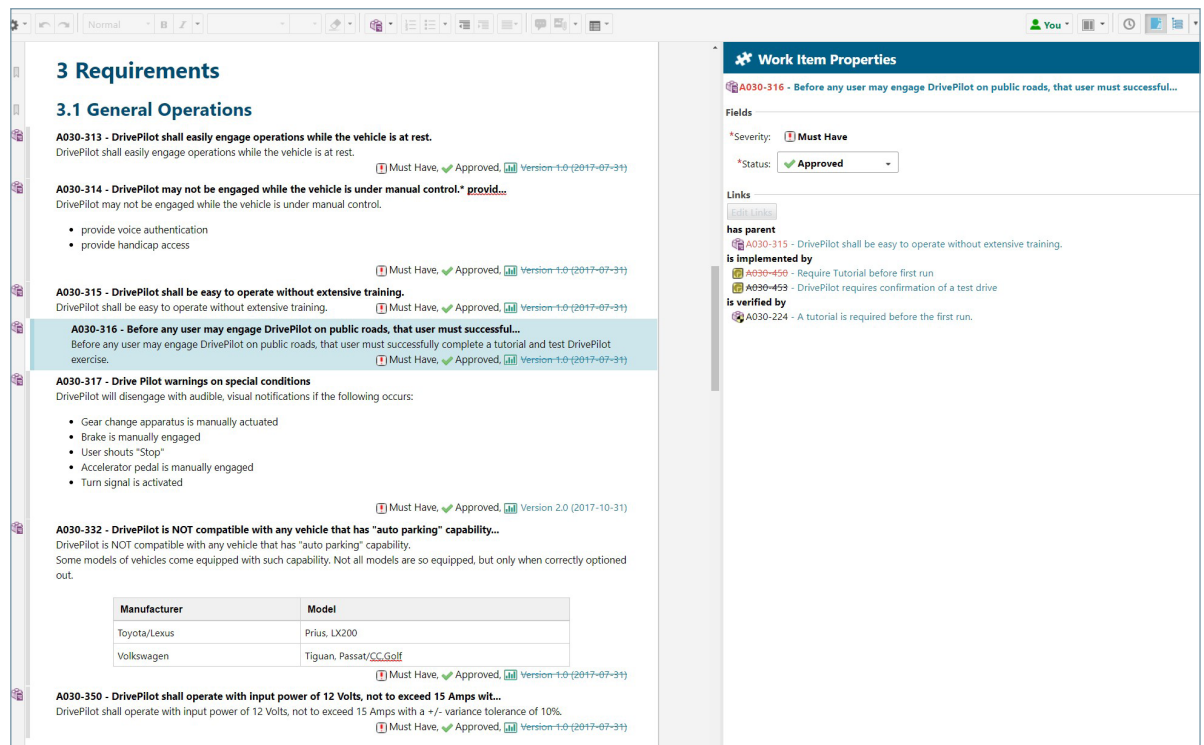 Normal
B
I
You
3 Requirements
3.1 General Operations
A030-313 - DrivePilot shall easily engage operations while the vehicle is at rest.
DrivePilot shall easily engage operations while the vehicle is at rest.
Must Have, Approved, Version 1.0 (2017-07-31)
A030-314 - DrivePilot may not be engaged while the vehicle is under manual control.* provid...
DrivePilot may not be engaged while the vehicle is under manual control.
• provide voice authentication
• provide handicap access
Must Have, Approved, Version 1.0 (2017-07-31)
A030-315 - DrivePilot shall be easy to operate without extensive training.
DrivePilot shall be easy to operate without extensive training. Must Have, Approved, Version 1.0 (2017-07-31)
A030-316 - Before any user may engage DrivePilot on public roads, that user must successful...
Before any user may engage DrivePilot on public roads, that user must successfully complete a tutorial and test DrivePilot
exercise. Must Have, Approved, Version 1.0 (2017-07-31)
A030-317 - Drive Pilot warnings on special conditions
DrivePilot will disengage with audible, visual notifications if the following occurs:
• Gear change apparatus is manually actuated
• Brake is manually engaged
• User shouts "Stop"
• Accelerator pedal is manually engaged
• Turn signal is activated
Must Have, Approved, Version 2.0 (2017-10-31)
A030-332 - DrivePilot is NOT compatible with any vehicle that has "auto parking" capability...
DrivePilot is NOT compatible with any vehicle that has "auto parking" capability.
Some models of vehicles come equipped with such capability. Not all models are so equipped, but only when correctly optioned
out.
Manufacturer Model
Toyota/Lexus Prius, LX200
Volkswagen Tiguan, Passat/CC,Golf
Must Have, Approved, Version 1.0 (2017-07-31)
A030-350 - DrivePilot shall operate with input power of 12 Volts, not to exceed 15 Amps wit...
DrivePilot shall operate with input power of 12 Volts, not to exceed 15 Amps with a +/- variance tolerance of 10%.
Must Have, Approved, Version 1.0 (2017-07-31)
Work Item Properties
A030-316 - Before any user may engage DrivePilot on public roads, that user must successful...
Fields
*Severity: Must Have
*Status: Approved
Links
Edit Links
has parent
A030-315 - DrivePilot shall be easy to operate without extensive training.
is implemented by
A030-450 - Require Tutorial before first run
A030-453 - DrivePilot requires confirmation of a test drive
is verified by
A030-224 - A tutorial is required before the first run.